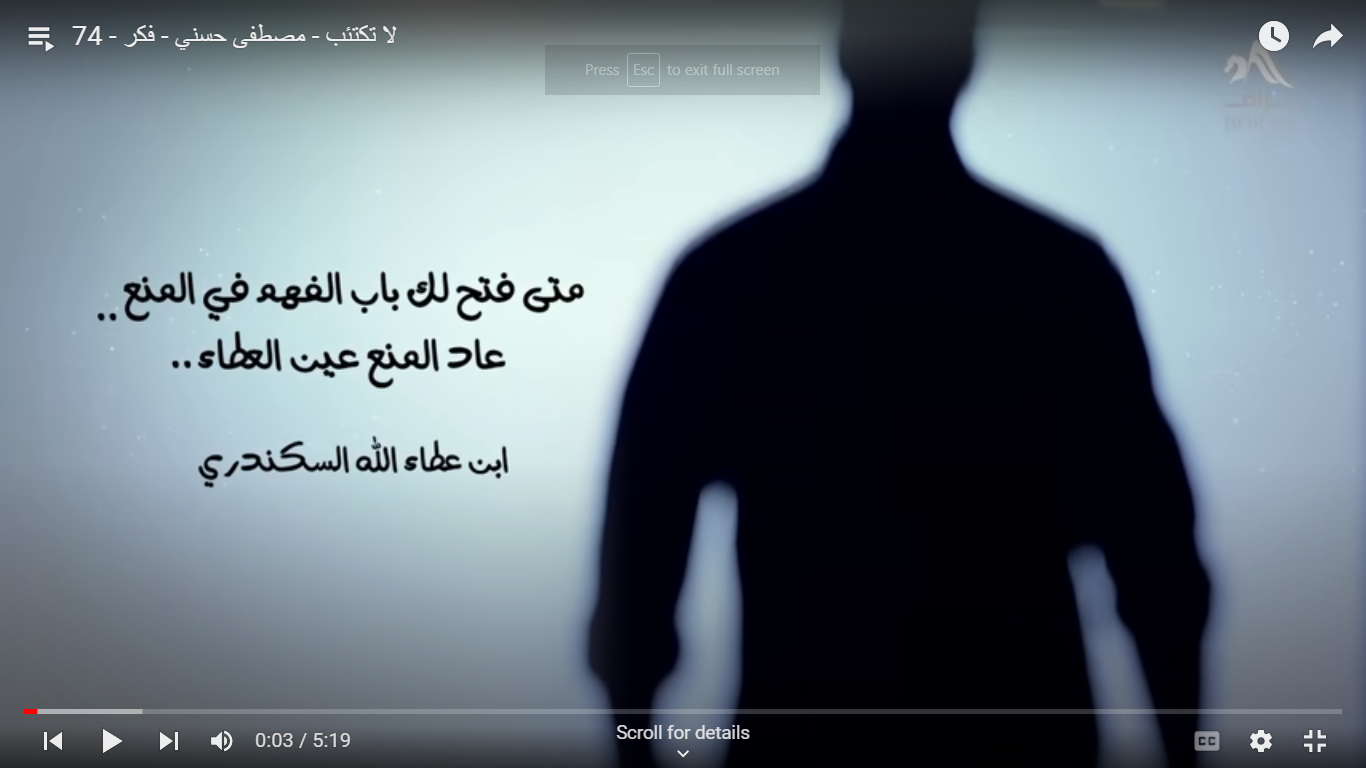 لا تكتئب - مصطفى حسني - فكر - 74
Press Esc to exit full screen
متى فتح لك باب الفهم في المنع..
عاد المنع عين العطاء..
ابن عطاء الله السكندري
Scroll for details
0:03 / 5:19
CC